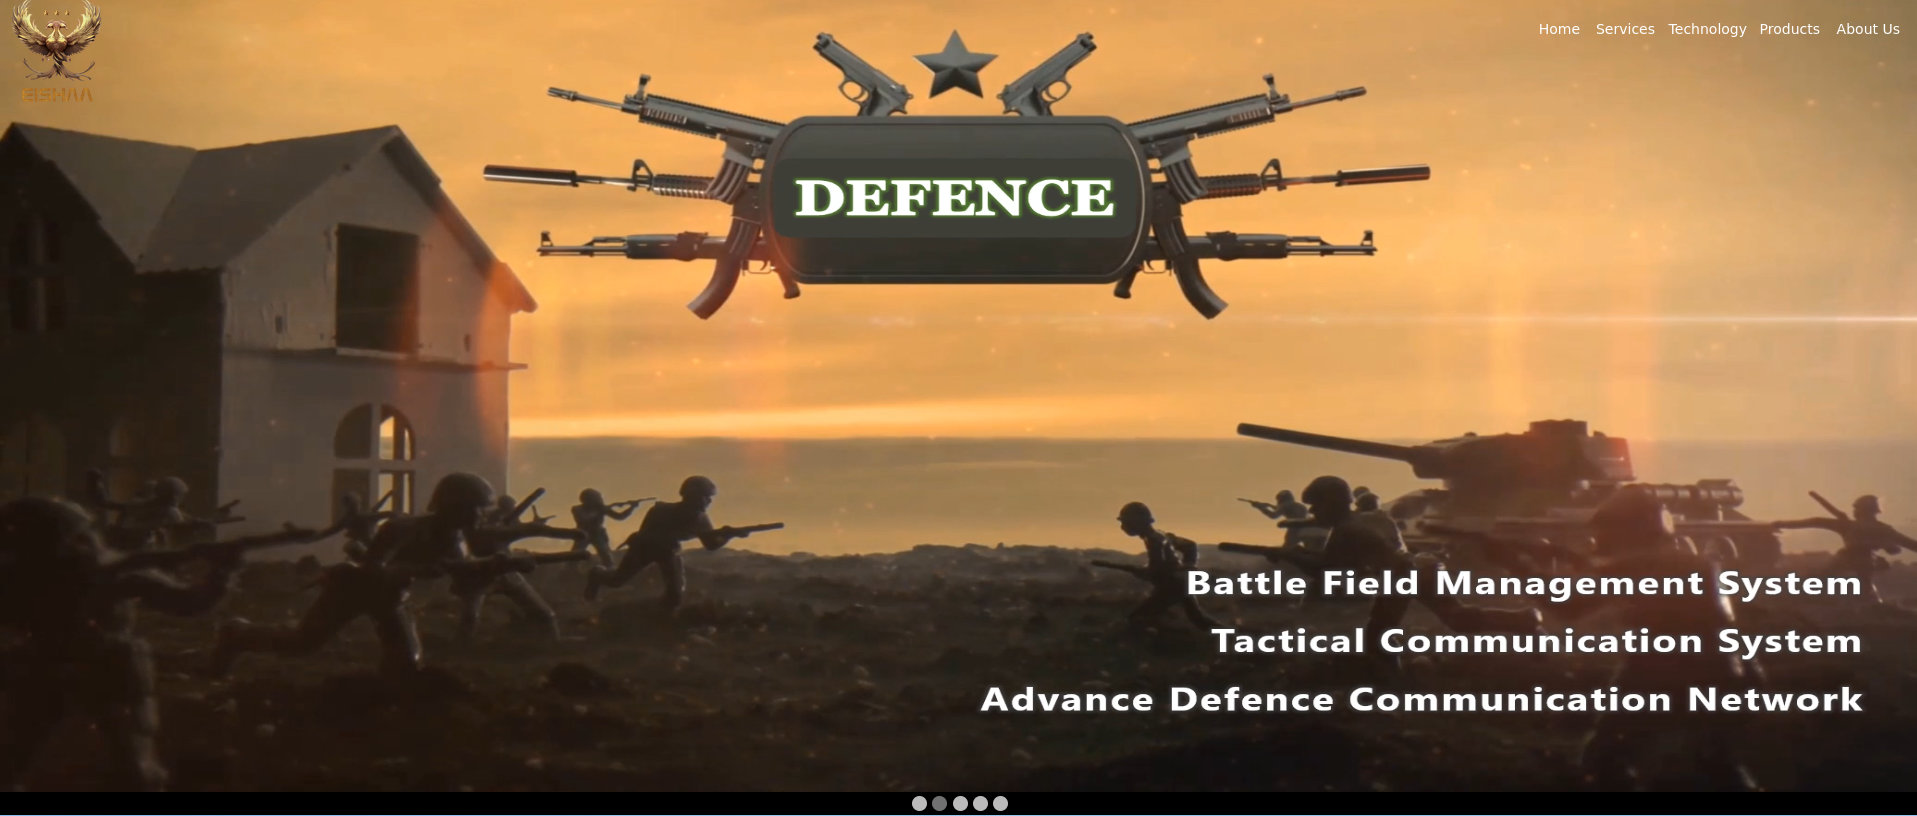 Home Services Technology Products About Us
DEFENCE
Battle Field Management System
Tactical Communication System
Advance Defence Communication Network